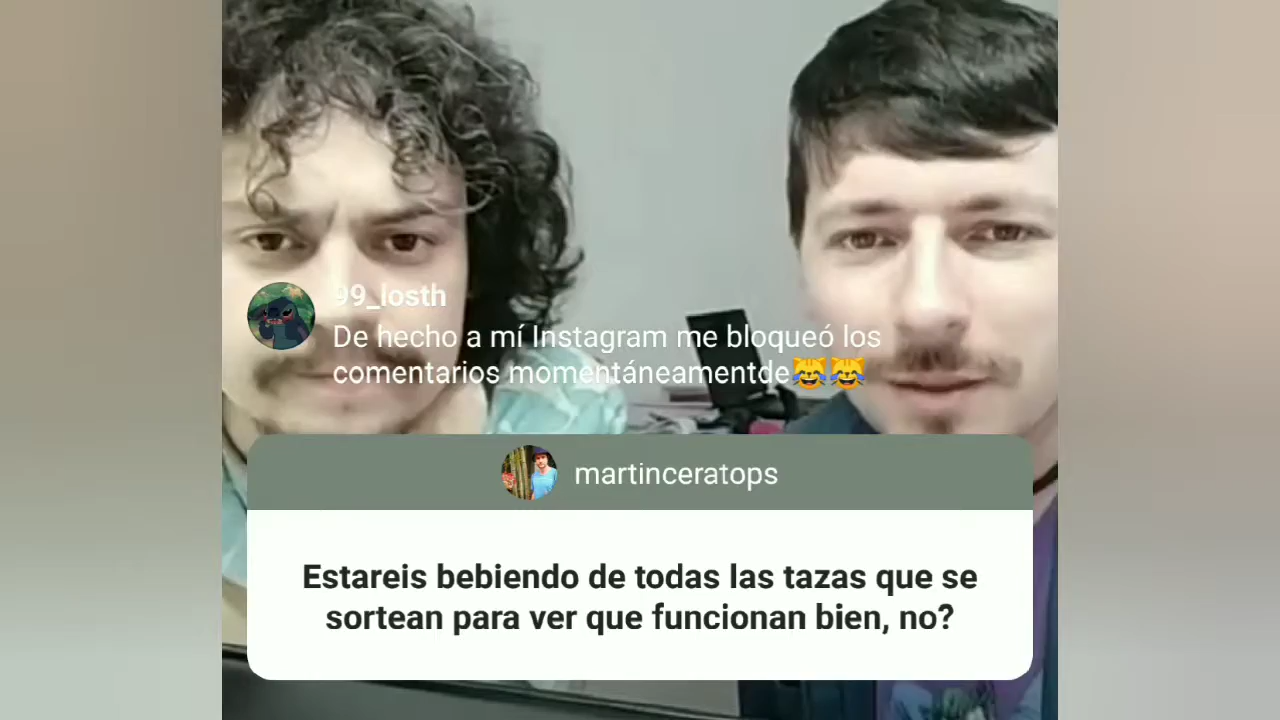 99_losth
De hecho a mí Instagram me bloqueó los
comentarios momentáneamentde😹😹
martinceratops
Estareis bebiendo de todas las tazas que se
sortean para ver que funcionan bien, no?